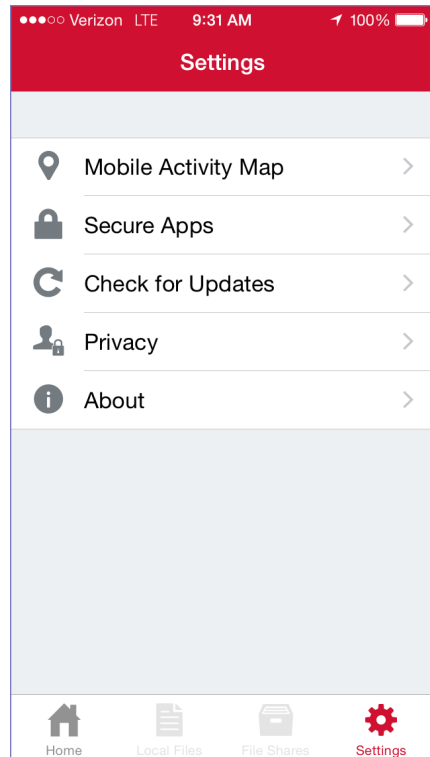 Verizon LTE 9:31 AM 100%
Settings
Mobile Activity Map
Secure Apps
Check for Updates
Privacy
About
Home Local Files File Shares Settings